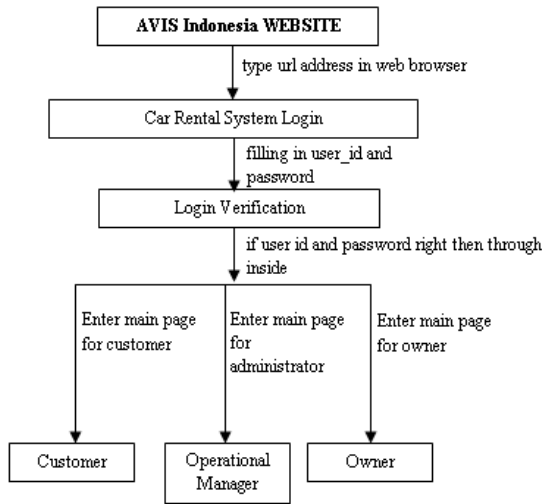 AVIS Indonesia WEBSITE
type url address in web browser
Car Rental System Login
filling in user_id and
password
Login Verification
if user id and password right then through
inside
Enter main page
for customer
Enter main page
for
administrator
Enter main page
for owner
Customer
Operational
Manager
Owner